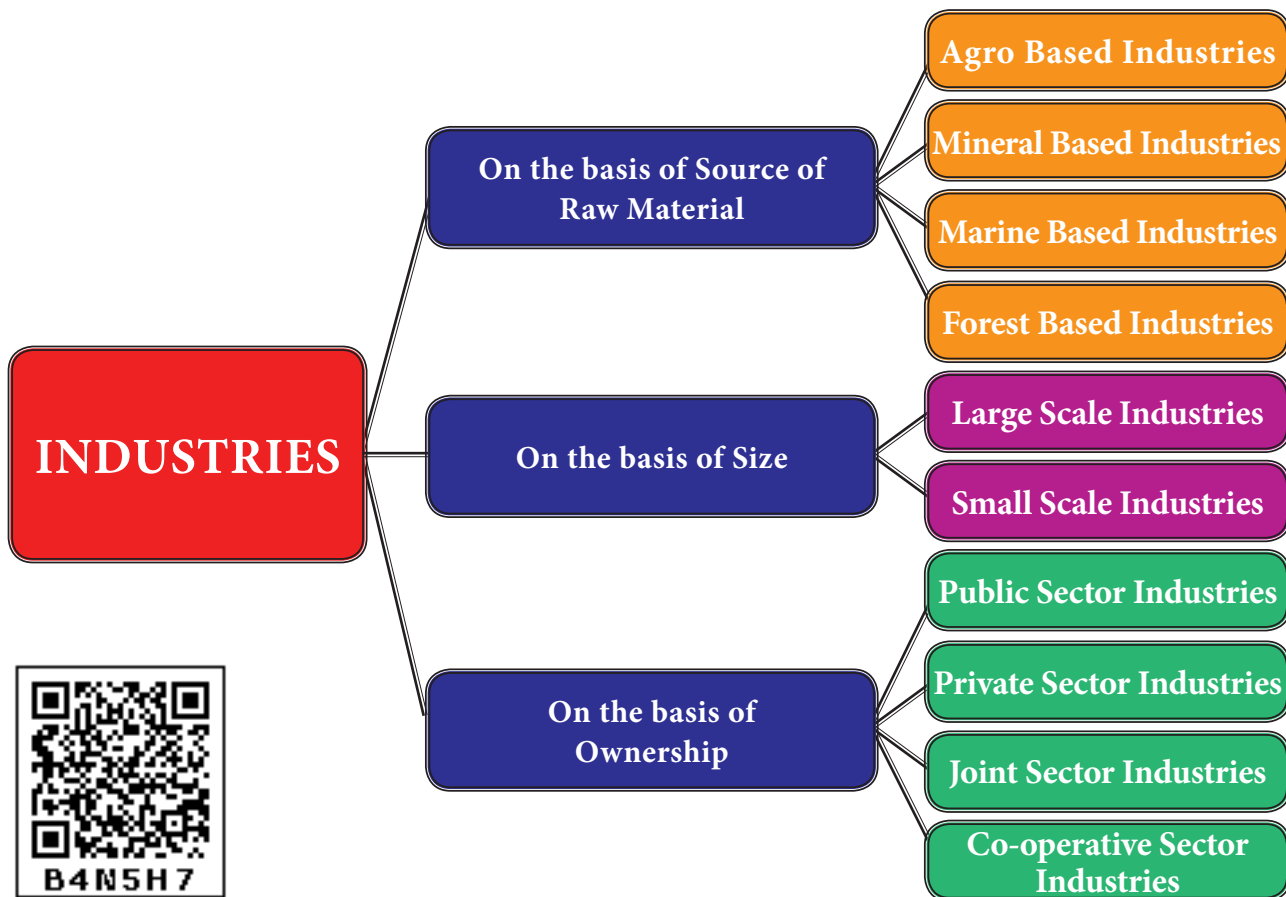 INDUSTRIES
On the basis of Source of
Raw Material
Agro Based Industries
Mineral Based Industries
Marine Based Industries
Forest Based Industries
On the basis of Size
Large Scale Industries
Small Scale Industries
On the basis of
Ownership
Public Sector Industries
Private Sector Industries
Joint Sector Industries
Co-operative Sector
Industries
B4N5H7